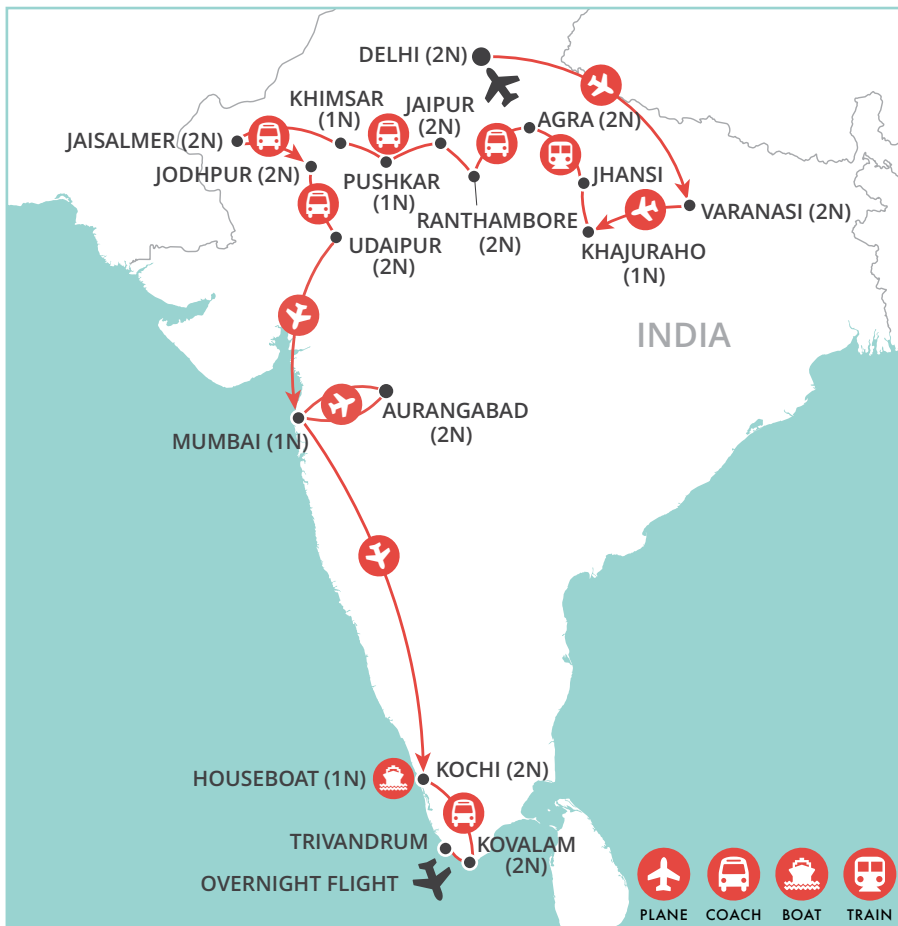 DELHI (2N)
KHIMSAR
(1N)
JAIPUR
(2N)
AGRA (2N)
JAISALMER (2N)
JODHPUR (2N)
PUSHKAR
(1N)
JHANSI
RANTHAMBORE
(2N)
VARANASI (2N)
UDAIPUR
(2N)
KHAJURAHO
(1N)
INDIA
AURANGABAD
(2N)
MUMBAI (1N)
HOUSEBOAT (1N)
KOCHI (2N)
TRIVANDRUM
KOVALAM
(2N)
OVERNIGHT FLIGHT
PLANE
COACH
BOAT
TRAIN